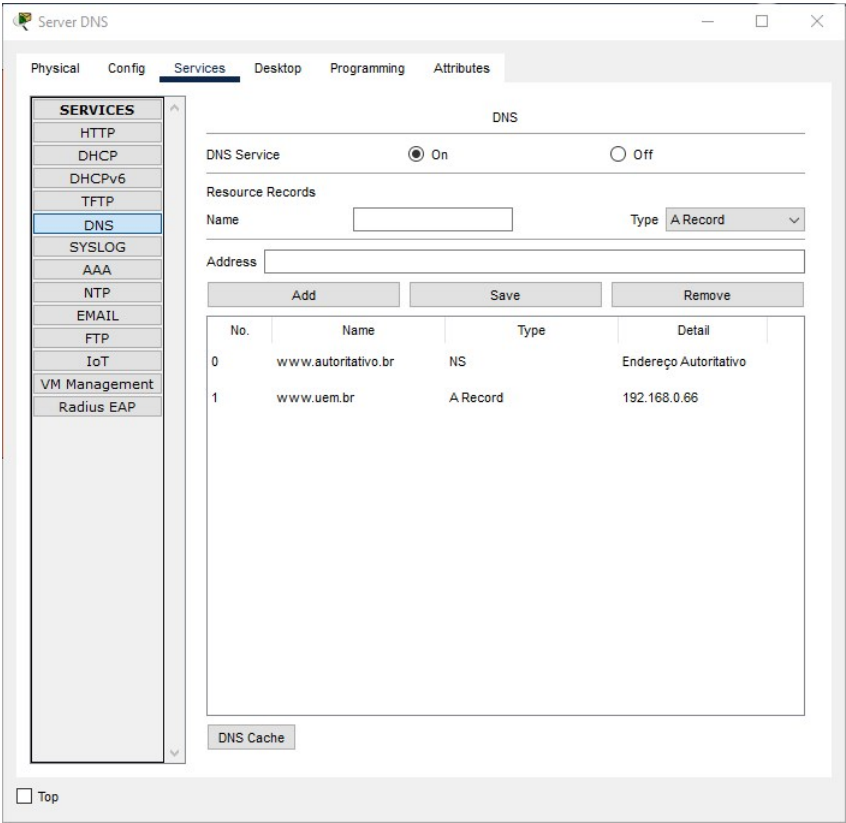 Server DNS
Physical Config Services Desktop Programming Attributes
SERVICES
HTTP
DHCP
DHCPv6
TFTP
DNS
SYSLOG
AAA
NTP
EMAIL
FTP
IoT
VM Management
Radius EAP
DNS
DNS Service On Off
Resource Records
Name Type A Record
Address
Add Save Remove
No. Name Type Detail
0 www.autoritativo.br NS Endereço Autoritativo
1 www.uem.br A Record 192.168.0.66
DNS Cache
Top